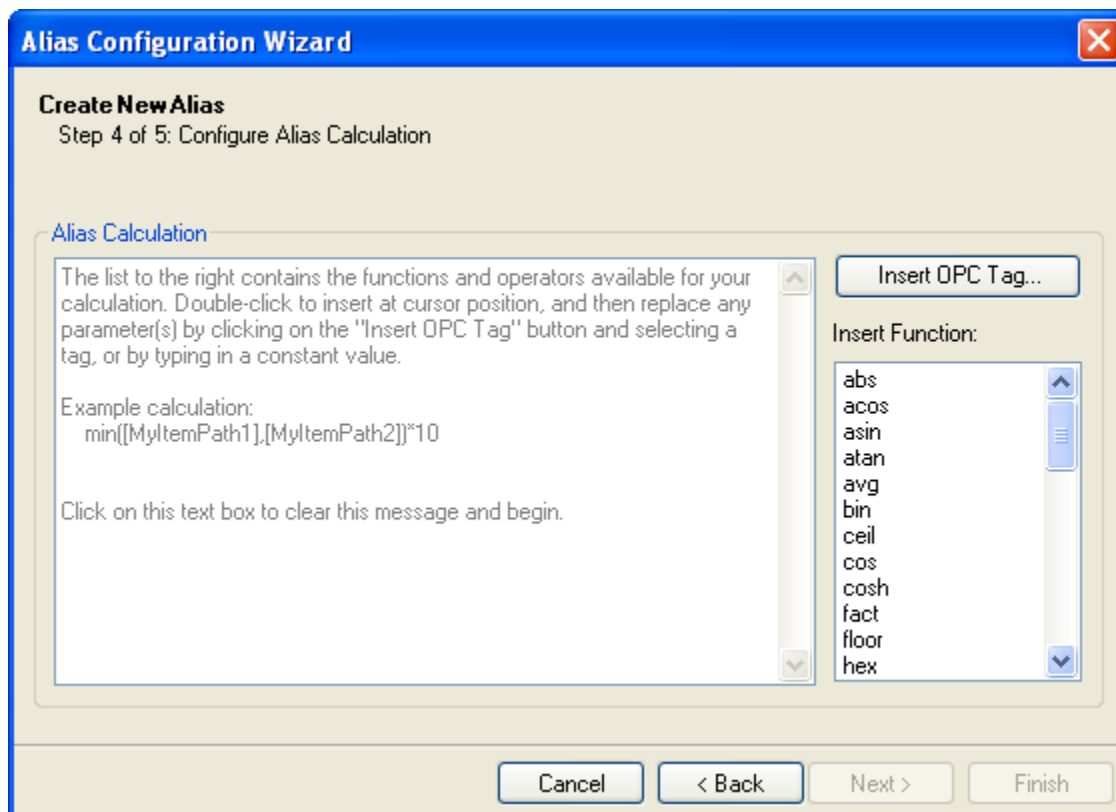 Alias Configuration Wizard
Create New Alias
Step 4 of 5: Configure Alias Calculation
Alias Calculation
The list to the right contains the functions and operators available for your
calculation. Double-click to insert at cursor position, and then replace any
parameter(s) by clicking on the "Insert OPC Tag" button and selecting a
tag, or by typing in a constant value.
Example calculation:
min([MyItemPath1],[MyItemPath2])*10
Click on this text box to clear this message and begin.
Insert OPC Tag...
Insert Function:
abs
acos
asin
atan
avg
bin
ceil
cos
cosh
fact
floor
hex
Cancel
< Back
Next >
Finish